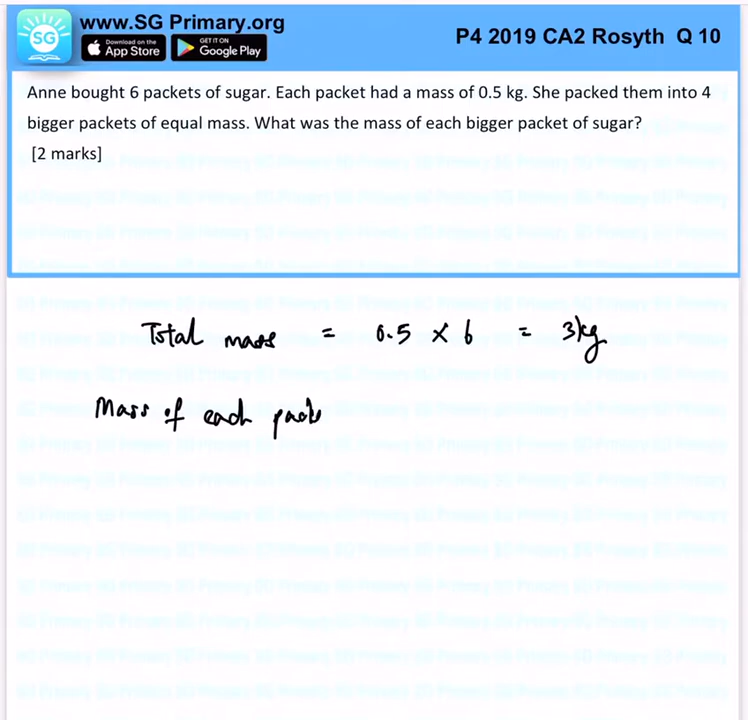 www.SG Primary.org
SG
Download on the App Store
GET IT ON Google Play
P4 2019 CA2 Rosyth Q 10
Anne bought 6 packets of sugar. Each packet had a mass of 0.5 kg. She packed them into 4
bigger packets of equal mass. What was the mass of each bigger packet of sugar?
[2 marks]
Total mass = 0.5 × 6 = 3kg
Mass of each pack